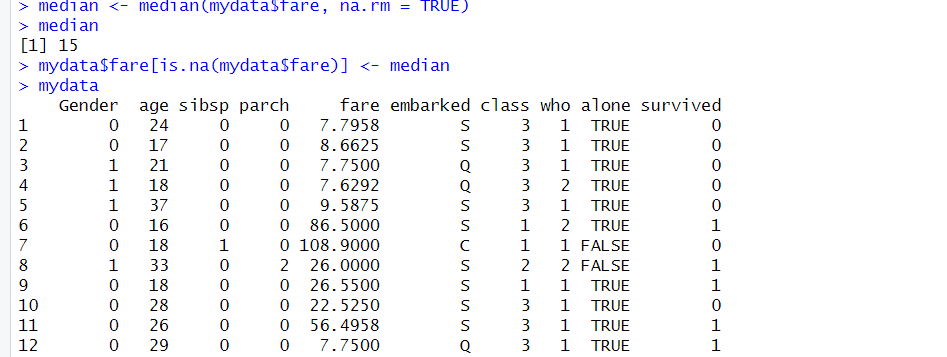 > median <- median(mydata$fare, na.rm = TRUE)
> median
[1] 15
> mydata$fare[is.na(mydata$fare)] <- median
> mydata
Gender age sibsp parch fare embarked class who alone survived
1 0 24 0 0 7.7958 S 3 1 TRUE 0
2 0 17 0 0 8.6625 S 3 1 TRUE 0
3 1 21 0 0 7.7500 Q 3 1 TRUE 0
4 1 18 0 0 7.6292 Q 3 2 TRUE 0
5 1 37 0 0 9.5875 S 3 1 TRUE 0
6 0 16 0 0 86.5000 S 1 2 TRUE 1
7 0 18 1 0 108.9000 C 1 1 FALSE 0
8 1 33 0 2 26.0000 S 2 2 FALSE 1
9 0 18 0 0 26.5500 S 1 1 TRUE 1
10 0 28 0 0 22.5250 S 3 1 TRUE 0
11 0 26 0 0 56.4958 S 3 1 TRUE 1
12 0 29 0 0 7.7500 Q 3 1 TRUE 1